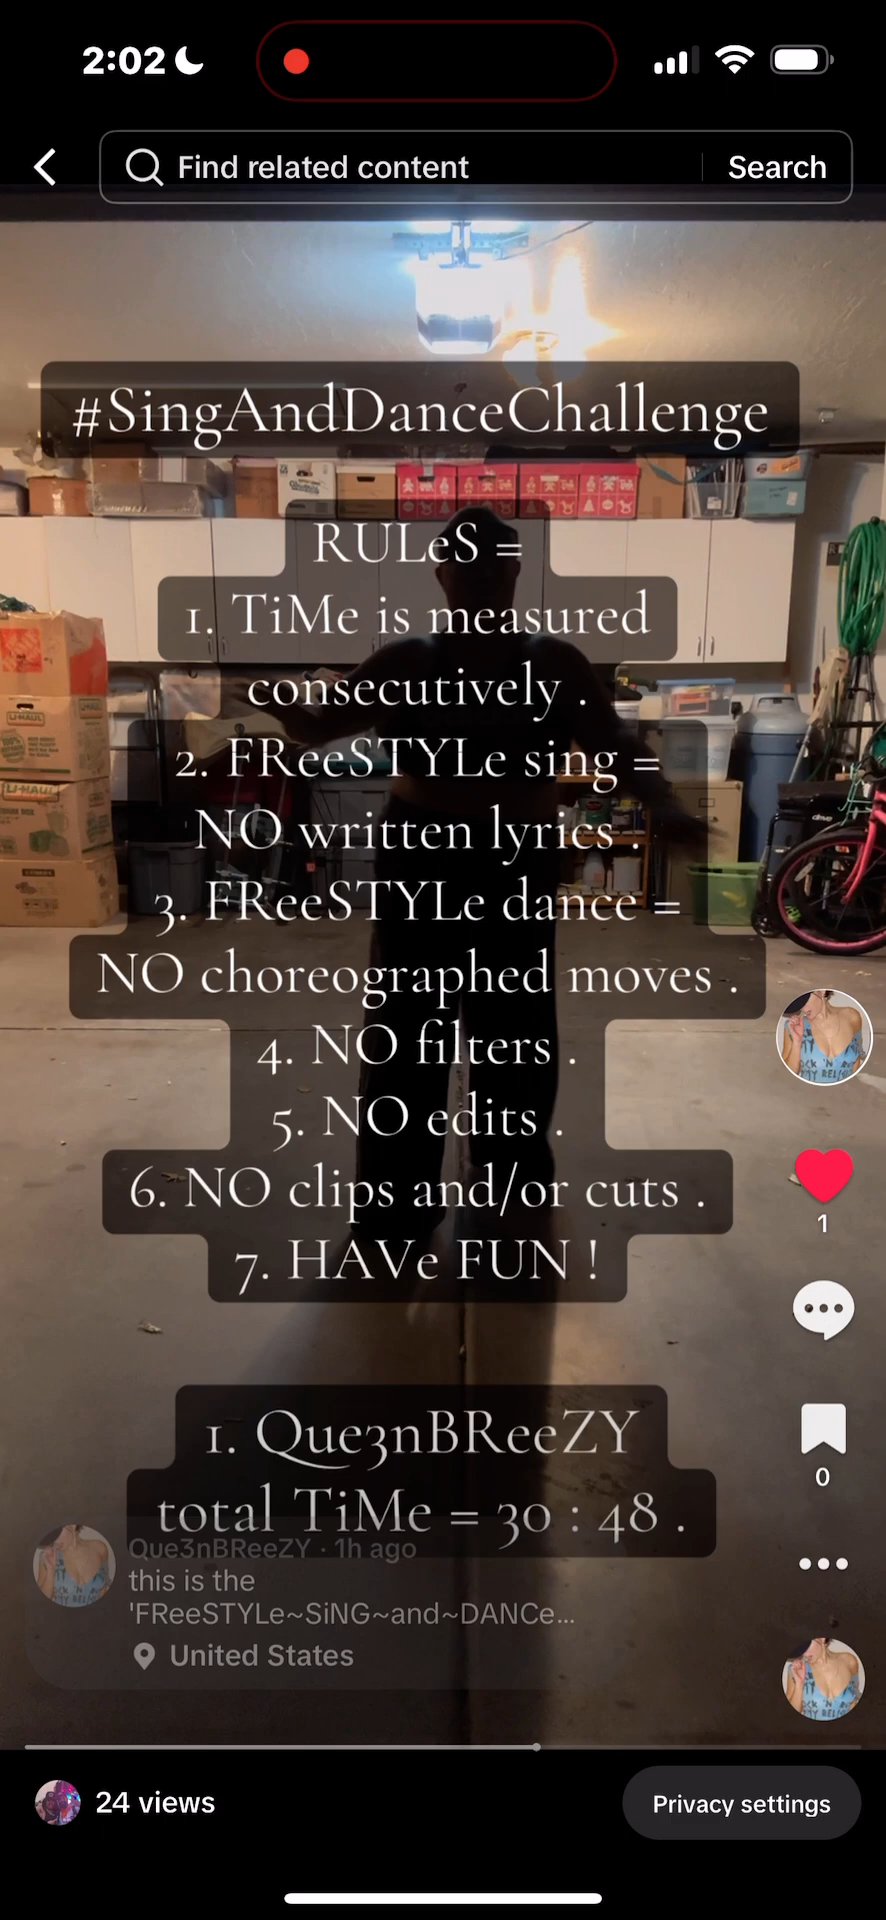 2:02
Find related content
Search
#SingAndDanceChallenge
RULeS =
1. TiMe is measured
consecutively .
2. FReeSTYLe sing =
NO written lyrics .
3. FReeSTYLe dance =
NO choreographed moves .
4. NO filters .
5. NO edits .
6. NO clips and/or cuts .
7. HAVe FUN !
1. Que3nBReeZY
total TiMe = 30 : 48 .
Que3nBReeZY · 1h ago
this is the
'FReeSTYLe~SiNG~and~DANCe...
United States
1
0
24 views
Privacy settings
U-HAUL
U-HAUL